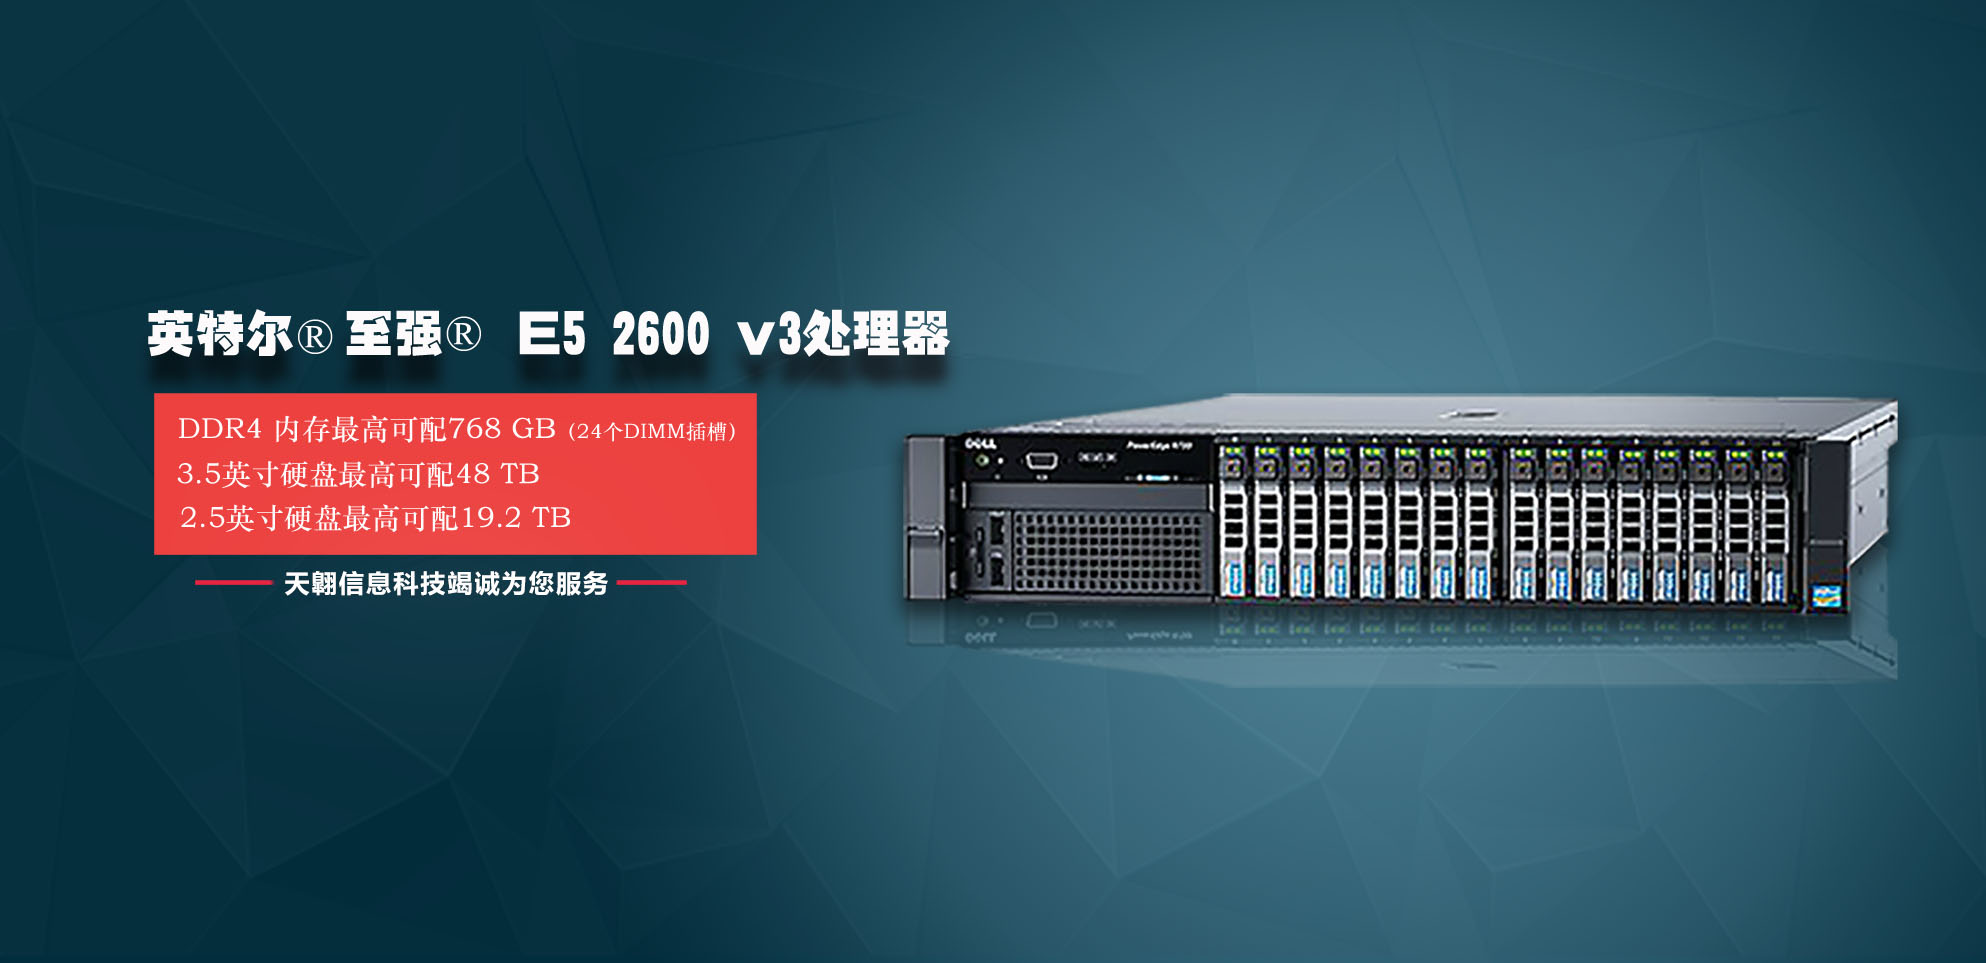 英特尔® 至强® E5 2600 v3处理器
DDR4 内存最高可配768 GB（24个DIMM插槽）
3.5英寸硬盘最高可配48 TB
2.5英寸硬盘最高可配19.2 TB
天翱信息科技竭诚为您服务
DELL
PowerEdge R730